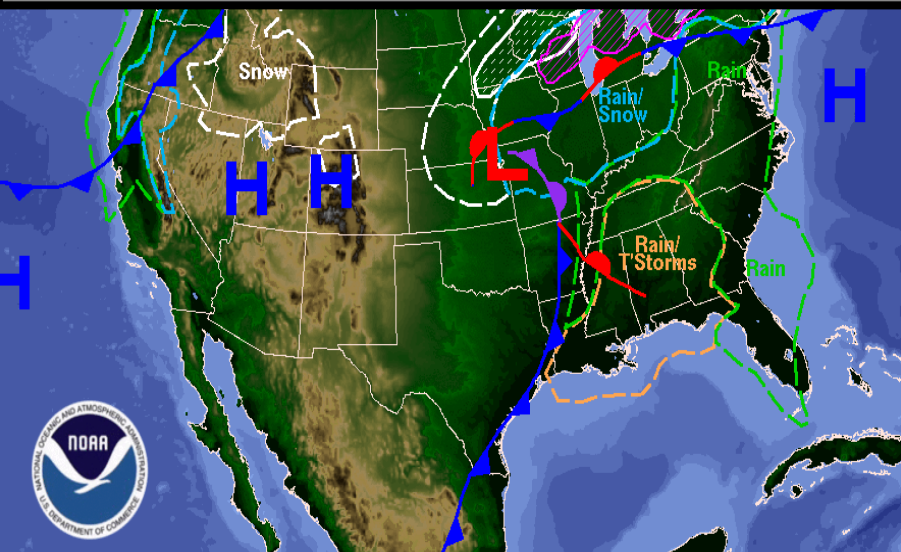 Snow
Rain
Rain/
Snow
H
H
H
L
Rain/
T'Storms
Rain
H
NOAA
NATIONAL OCEANIC AND ATMOSPHERIC ADMINISTRATION
U.S. DEPARTMENT OF COMMERCE